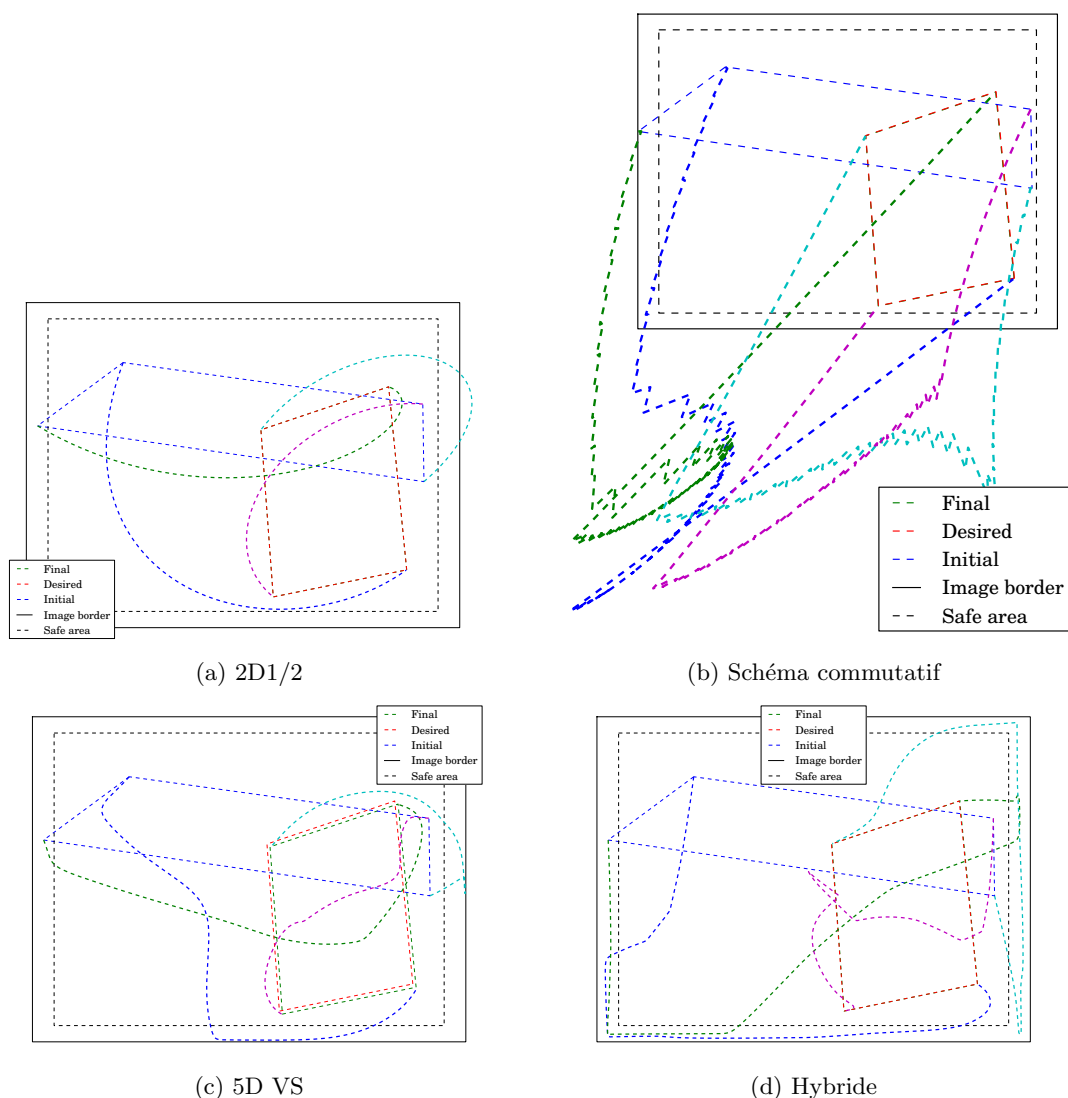 Final
Desired
Initial
Image border
Safe area
(a) 2D1/2
Final
Desired
Initial
Image border
Safe area
(b) Schéma commutatif
Final
Desired
Initial
Image border
Safe area
(c) 5D VS
Final
Desired
Initial
Image border
Safe area
(d) Hybride